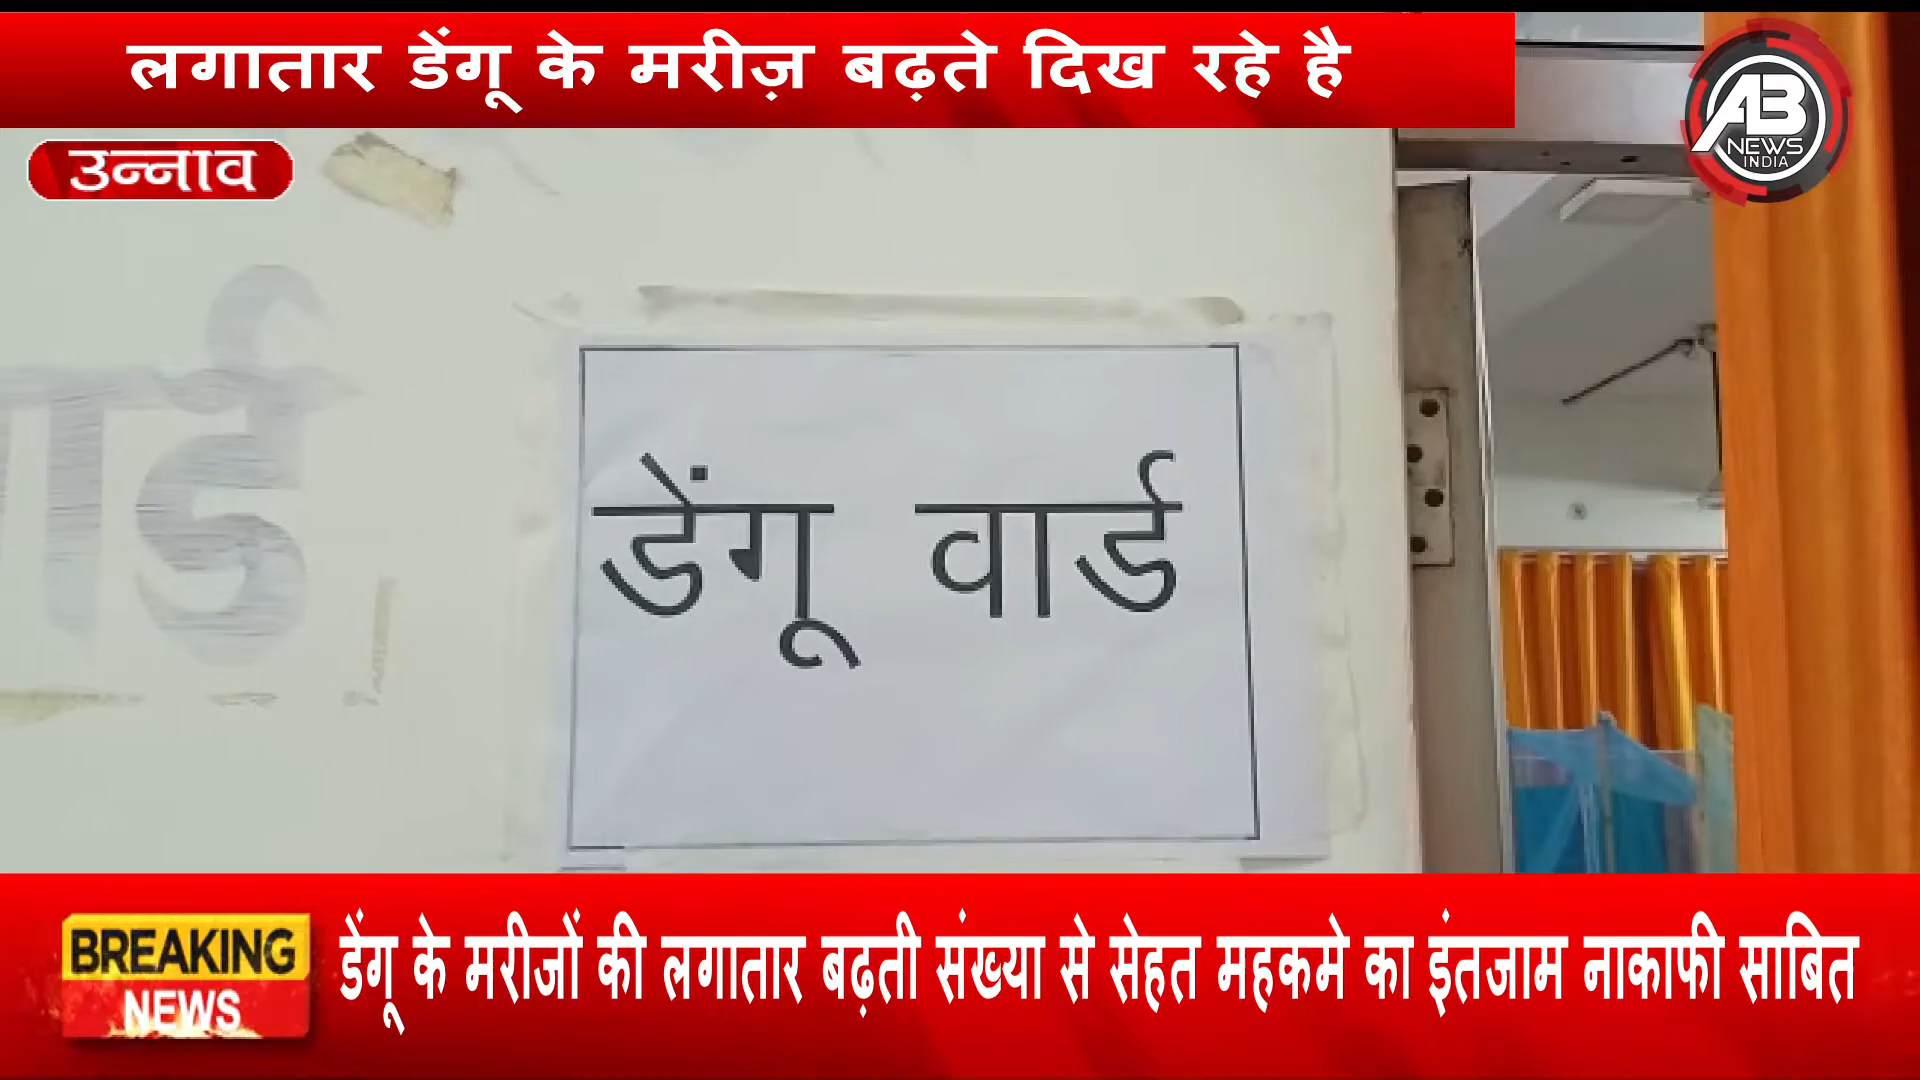 लगातार डेंगू के मरीज़ बढ़ते दिख रहे है
AB
NEWS
INDIA
उन्नाव
डेंगू वार्ड
BREAKING
NEWS
डेंगू के मरीजों की लगातार बढ़ती संख्या से सेहत महकमे का इंतजाम नाकाफी साबित